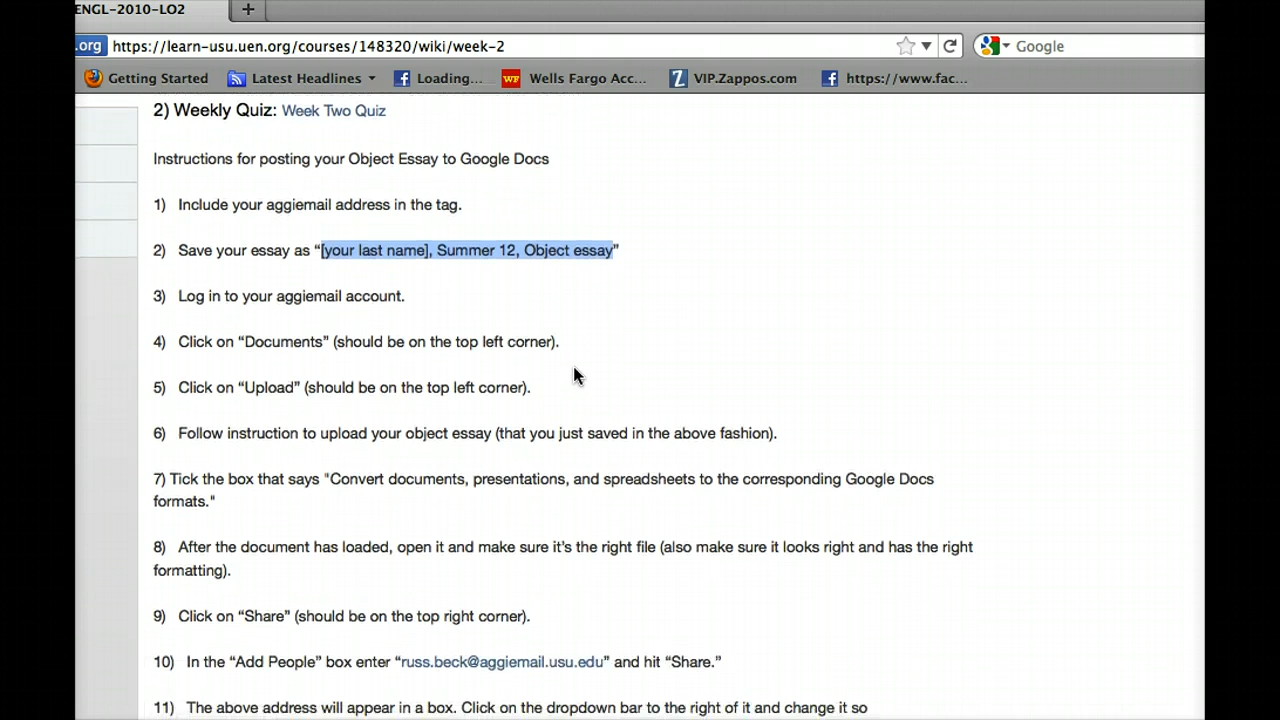 ENGL-2010-LO2
+
.org https://learn-usu.uen.org/courses/148320/wiki/week-2 Google
Getting Started Latest Headlines Loading... Wells Fargo Acc... VIP.Zappos.com https://www.fac...
2) Weekly Quiz: Week Two Quiz
Instructions for posting your Object Essay to Google Docs
1) Include your aggiemail address in the tag.
2) Save your essay as “[your last name], Summer 12, Object essay”
3) Log in to your aggiemail account.
4) Click on “Documents” (should be on the top left corner).
5) Click on “Upload” (should be on the top left corner).
6) Follow instruction to upload your object essay (that you just saved in the above fashion).
7) Tick the box that says "Convert documents, presentations, and spreadsheets to the corresponding Google Docs
formats."
8) After the document has loaded, open it and make sure it’s the right file (also make sure it looks right and has the right
formatting).
9) Click on “Share” (should be on the top right corner).
10) In the “Add People” box enter “russ.beck@aggiemail.usu.edu” and hit “Share.”
11) The above address will appear in a box. Click on the dropdown bar to the right of it and change it so